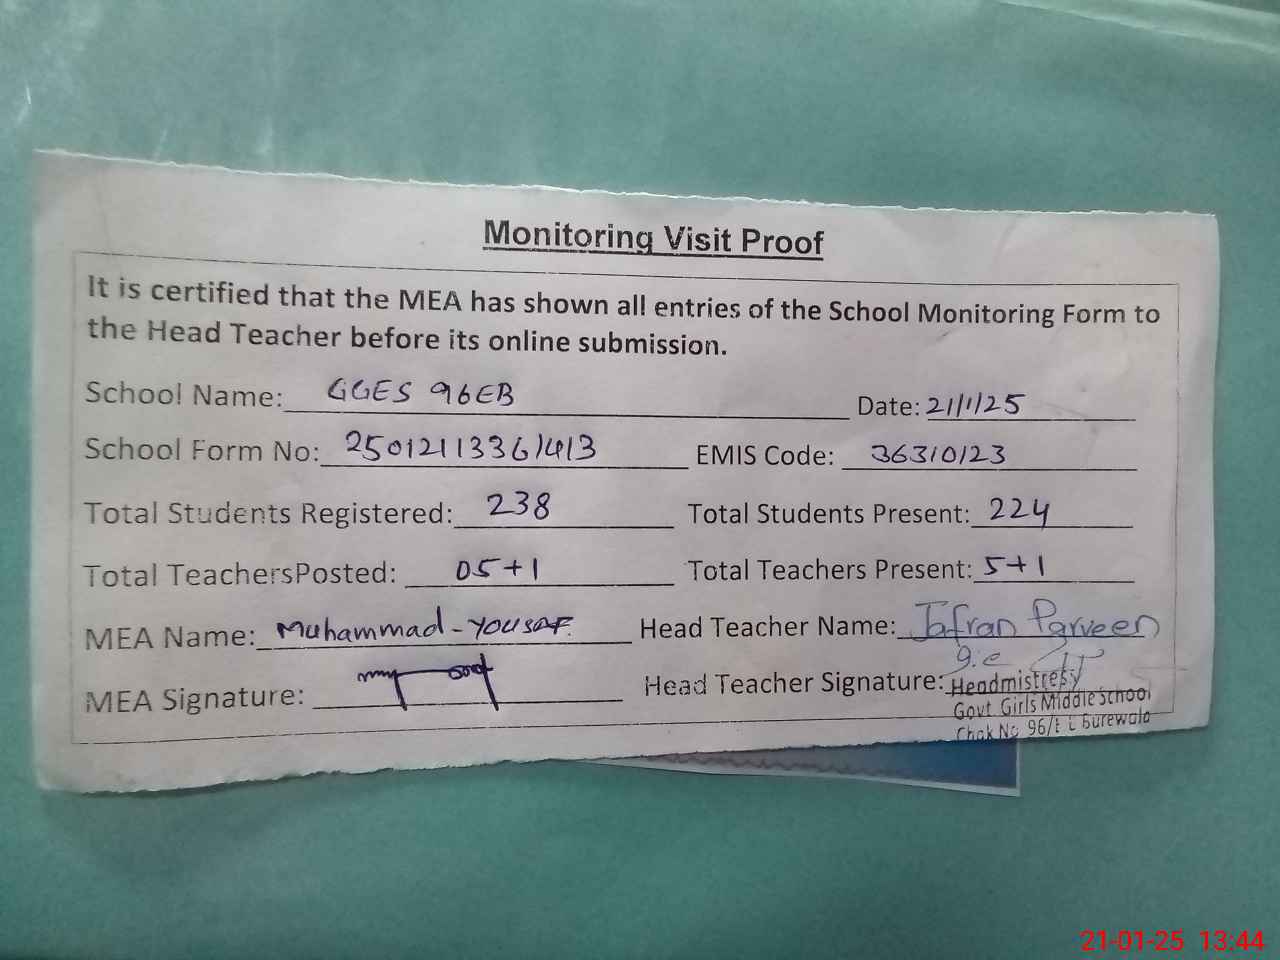 Monitoring Visit Proof
It is certified that the MEA has shown all entries of the School Monitoring Form to
the Head Teacher before its online submission.
School Name: GGES 96EB Date: 21/1/25
School Form No: 25012113361413 EMIS Code: 36310123
Total Students Registered: 238 Total Students Present: 224
Total TeachersPosted: 05+1 Total Teachers Present: 5+1
MEA Name: Muhammad-YOUSAF. Head Teacher Name: Jafran Parveen
MEA Signature: Head Teacher Signature:
Headmistress
Govt Girls Middle School
Chak No 96/E B Burewala
21-01-25 13:44